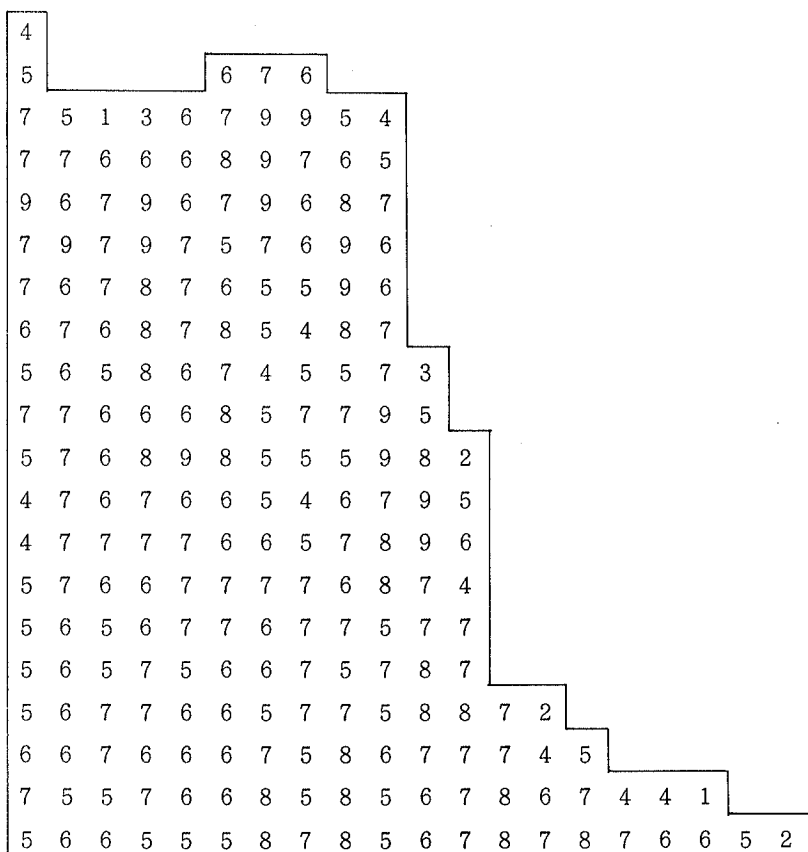 4
5 6 7 6
7 5 1 3 6 7 9 9 5 4
7 7 6 6 6 8 9 7 6 5
9 6 7 9 6 7 9 6 8 7
7 9 7 9 7 5 7 6 9 6
7 6 7 8 7 6 5 5 9 6
6 7 6 8 7 8 5 4 8 7
5 6 5 8 6 7 4 5 5 7 3
7 7 6 6 6 8 5 7 7 9 5
5 7 6 8 9 8 5 5 5 9 8 2
4 7 6 7 6 6 5 4 6 7 9 5
4 7 7 7 7 6 6 5 7 8 9 6
5 7 6 6 7 7 7 7 6 8 7 4
5 6 5 6 7 7 6 7 7 5 7 7
5 6 5 7 5 6 6 7 5 7 8 7
5 6 7 7 6 6 5 7 7 5 8 8 7 2
6 6 7 6 6 6 7 5 8 6 7 7 7 4 5
7 5 5 7 6 6 8 5 8 5 6 7 8 6 7 4 4 1
5 6 6 5 5 5 8 7 8 5 6 7 8 7 8 7 6 6 5 2